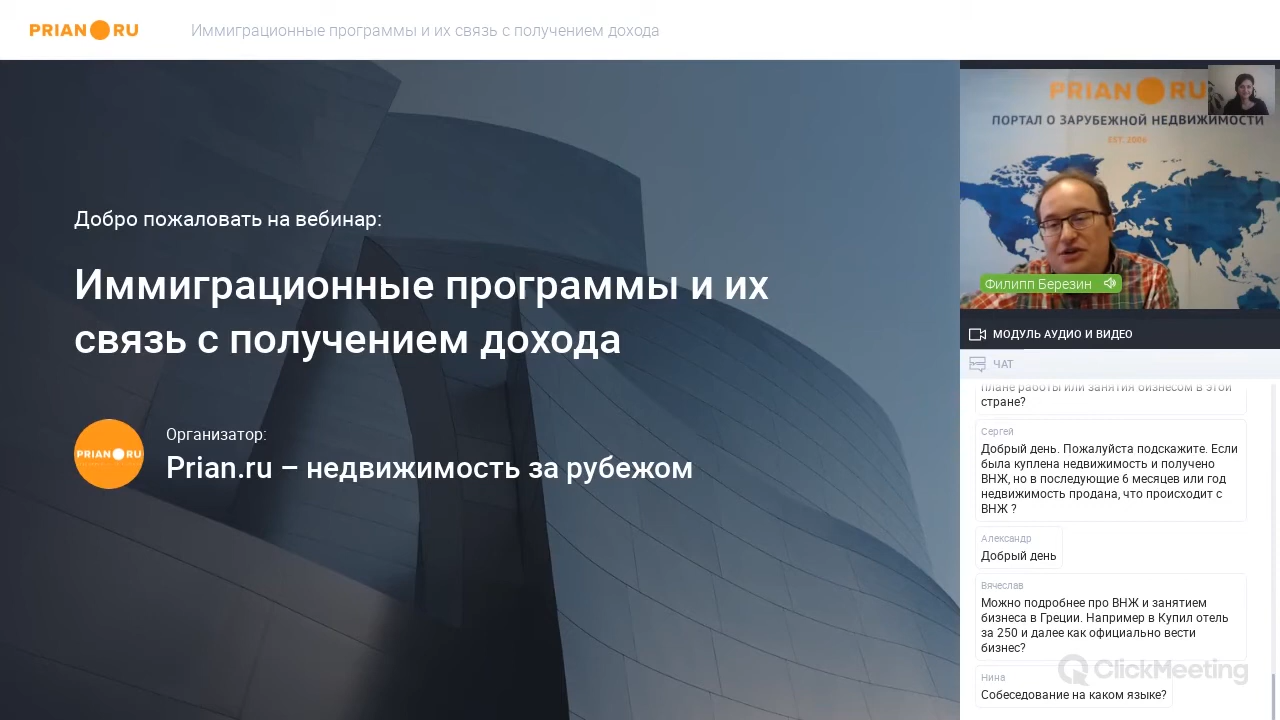 PRIAN RU
Иммиграционные программы и их связь с получением дохода
Добро пожаловать на вебинар:
Иммиграционные программы и их
связь с получением дохода
PRIAN RU
Организатор:
Prian.ru – недвижимость за рубежом
PRIAN RU
ПОРТАЛ О ЗАРУБЕЖНОЙ НЕДВИЖИМОСТИ
EST. 2006
Филипп Березин
МОДУЛЬ АУДИО И ВИДЕО
ЧАТ
плане работы или занятия бизнесом в этой
стране?
Сергей
Добрый день. Пожалуйста подскажите. Если
была куплена недвижимость и получено
ВНЖ, но в последующие 6 месяцев или год
недвижимость продана, что происходит с
ВНЖ ?
Александр
Добрый день
Вячеслав
Можно подробнее про ВНЖ и занятием
бизнеса в Греции. Например в Купил отель
за 250 и далее как официально вести
бизнес?
ClickMeeting
Нина
Собеседование на каком языке?